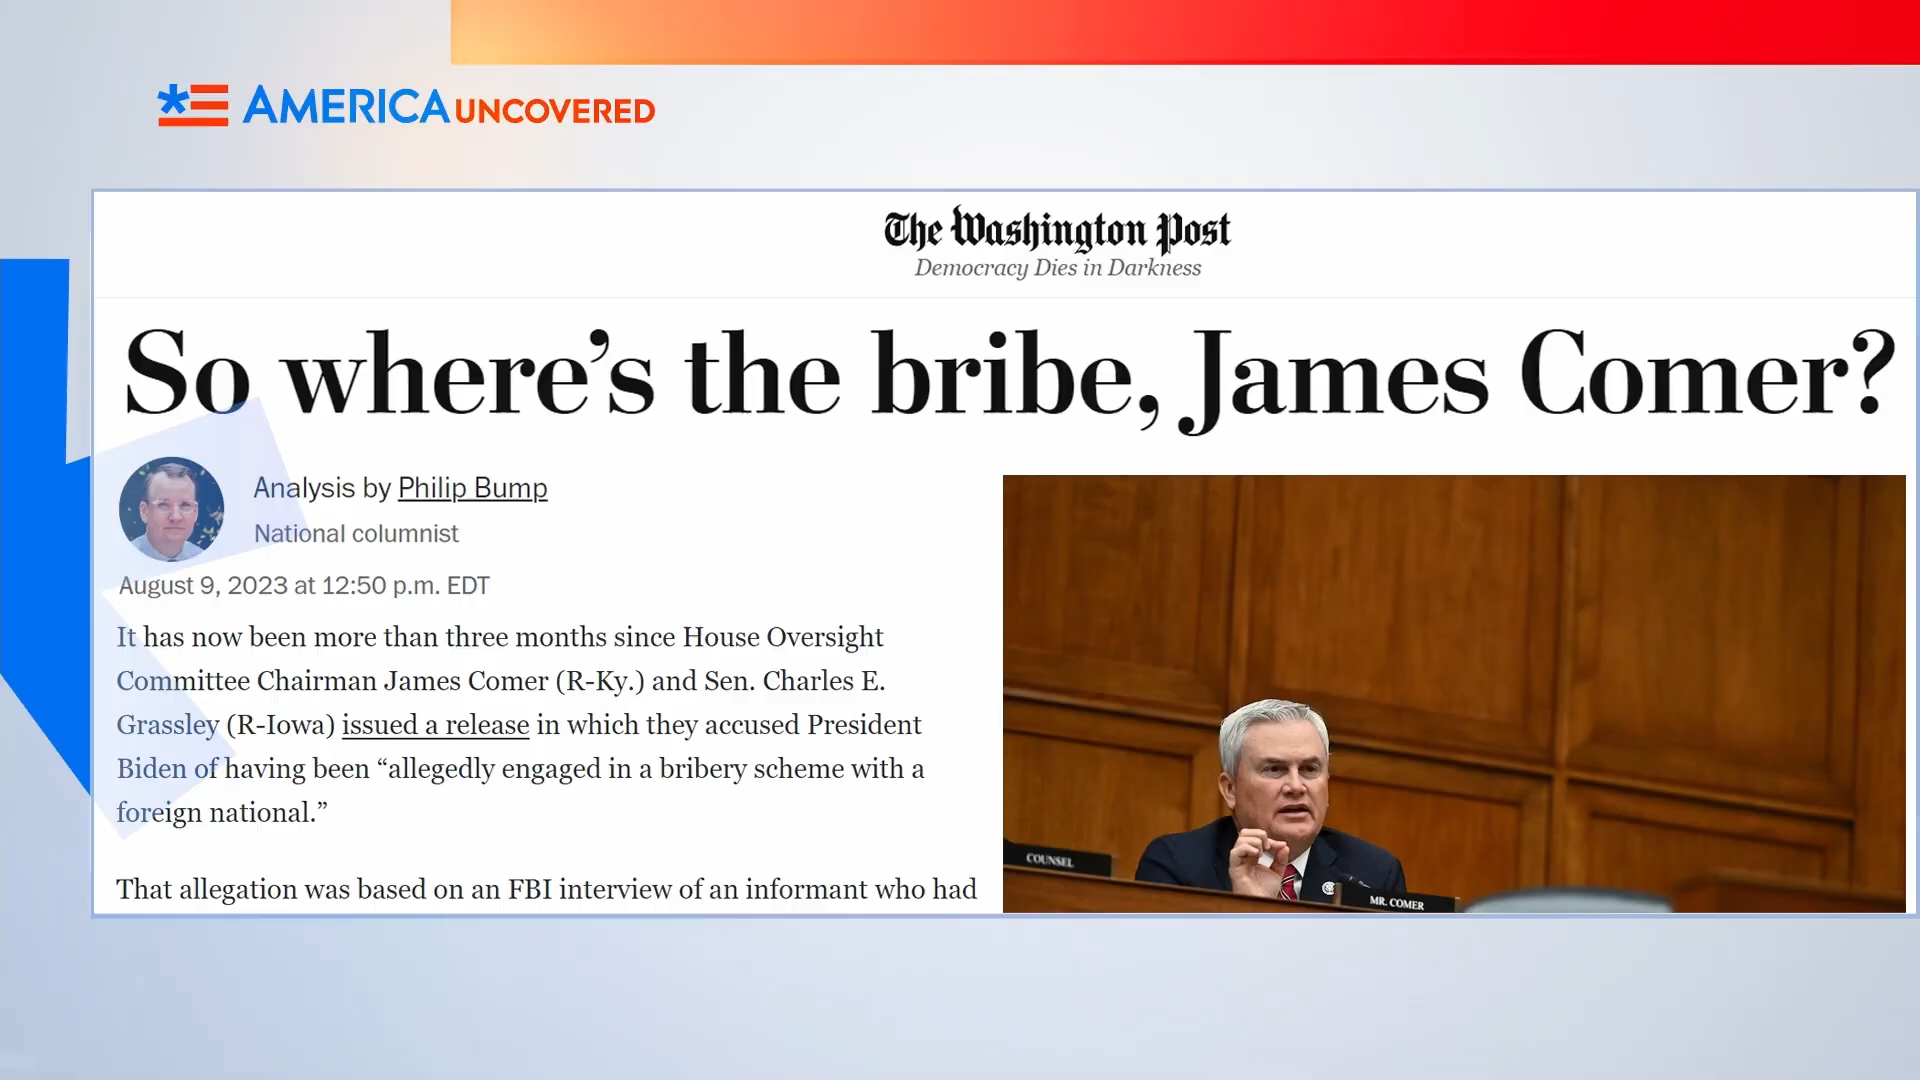 AMERICA UNCOVERED
The Washington Post
Democracy Dies in Darkness
So where’s the bribe, James Comer?
Analysis by Philip Bump
National columnist
August 9, 2023 at 12:50 p.m. EDT
It has now been more than three months since House Oversight
Committee Chairman James Comer (R-Ky.) and Sen. Charles E.
Grassley (R-Iowa) issued a release in which they accused President
Biden of having been “allegedly engaged in a bribery scheme with a
foreign national.”
That allegation was based on an FBI interview of an informant who had
COUNSEL
MR. COMER